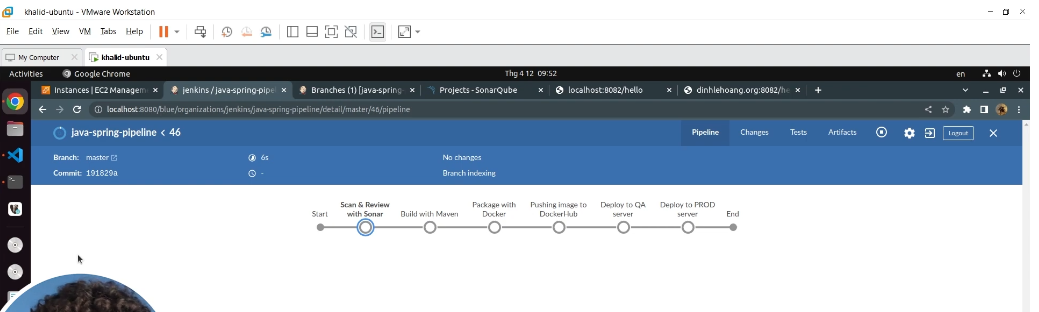 khalid-ubuntu - VMware Workstation
File Edit View VM Tabs Help
My Computer khalid-ubuntu
Activities Google Chrome Thg 4 12 09:52 en
Instances | EC2 Managem jenkins / java-spring-pipel Branches (1) [java-spring- Projects - SonarQube localhost:8082/hello dinhlehoang.org:8082/he
localhost:8080/blue/organizations/jenkins/java-spring-pipeline/detail/master/46/pipeline
java-spring-pipeline < 46 Pipeline Changes Tests Artifacts Logout
Branch: master 6s No changes
Commit: 191829a - Branch indexing
Start Scan & Review with Sonar Build with Maven Package with Docker Pushing image to DockerHub Deploy to QA server Deploy to PROD server End